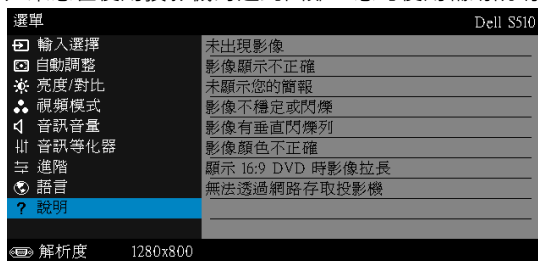 選單 Dell S510
輸入選擇
自動調整
亮度/對比
視頻模式
音訊音量
音訊等化器
進階
語言
? 說明
未出現影像
影像顯示不正確
未顯示您的簡報
影像不穩定或閃爍
影像有垂直閃爍列
影像顏色不正確
顯示 16:9 DVD 時影像拉長
無法透過網路存取投影機
解析度 1280x800